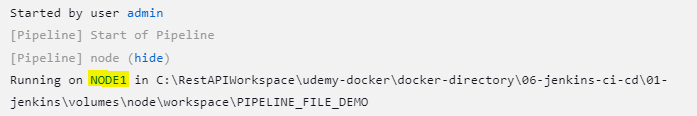 Started by user admin
[Pipeline] Start of Pipeline
[Pipeline] node (hide)
Running on NODE1 in C:\RestAPIWorkspace\udemy-docker\docker-directory\06-jenkins-ci-cd\01-
jenkins\volumes\node\workspace\PIPELINE_FILE_DEMO